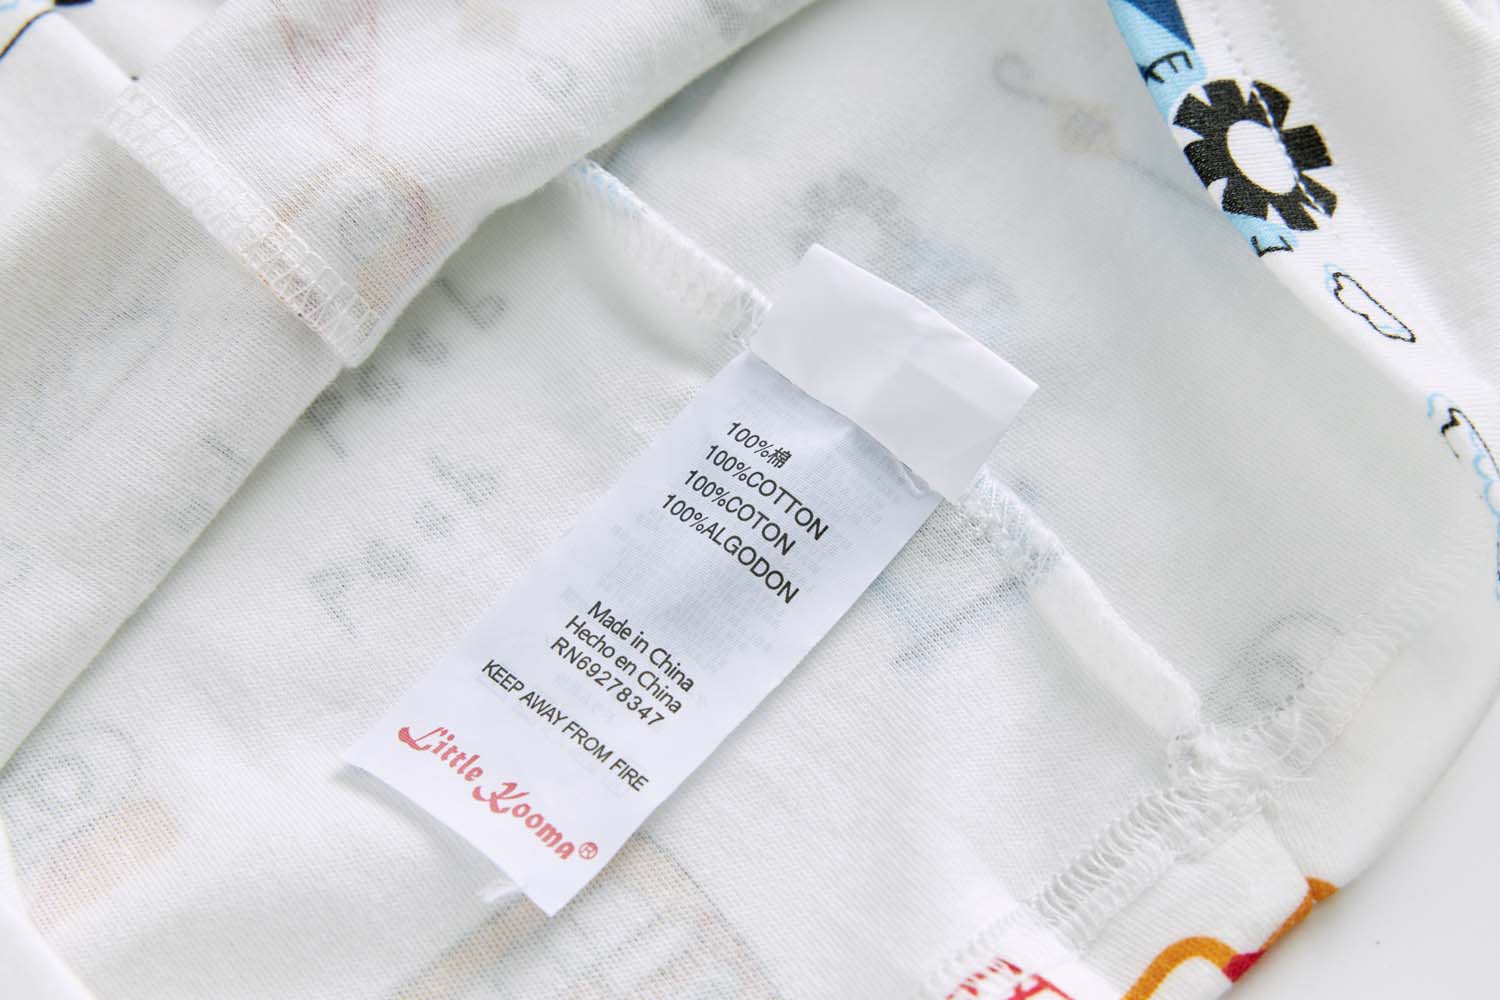 100%棉
100%COTTON
100%COTON
100%ALGODON
Made in China
Hecho en China
RN69278347
KEEP AWAY FROM FIRE
Little Kooma®